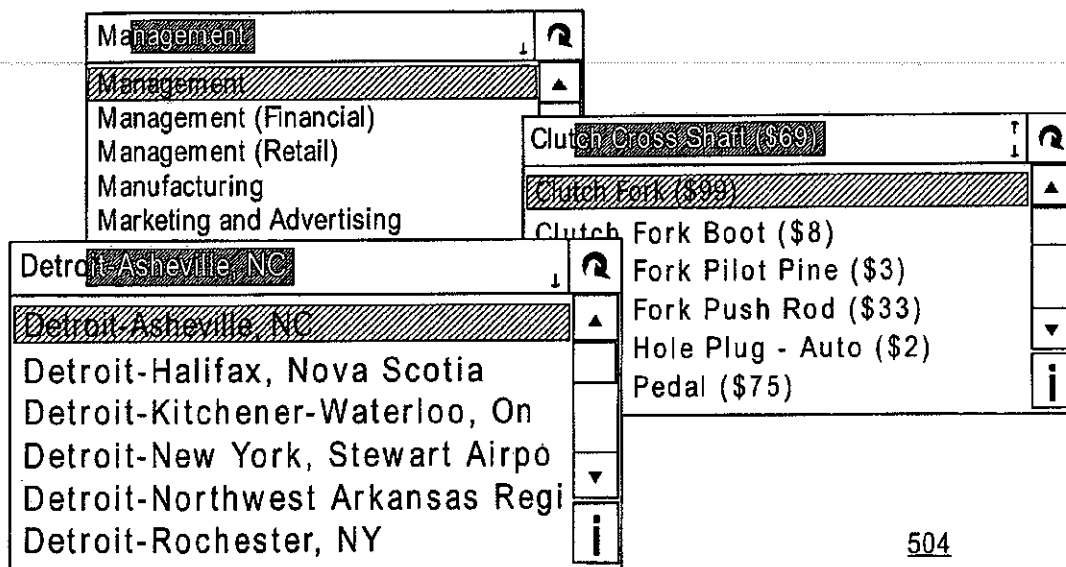 Management
Management
Management (Financial)
Management (Retail)
Manufacturing
Marketing and Advertising
Clutch Cross Shaft ($69)
Clutch Fork ($99)
Clutch Fork Boot ($8)
Fork Pilot Pine ($3)
Fork Push Rod ($33)
Hole Plug - Auto ($2)
Pedal ($75)
i
Detroit-Asheville, NC
Detroit-Asheville, NC
Detroit-Halifax, Nova Scotia
Detroit-Kitchener-Waterloo, On
Detroit-New York, Stewart Airpo
Detroit-Northwest Arkansas Regi
Detroit-Rochester, NY
i
504